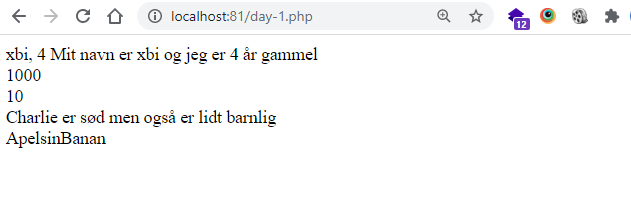 localhost:81/day-1.php
12
xbi, 4 Mit navn er xbi og jeg er 4 år gammel
1000
10
Charlie er sød men også er lidt barnlig
ApelsinBanan